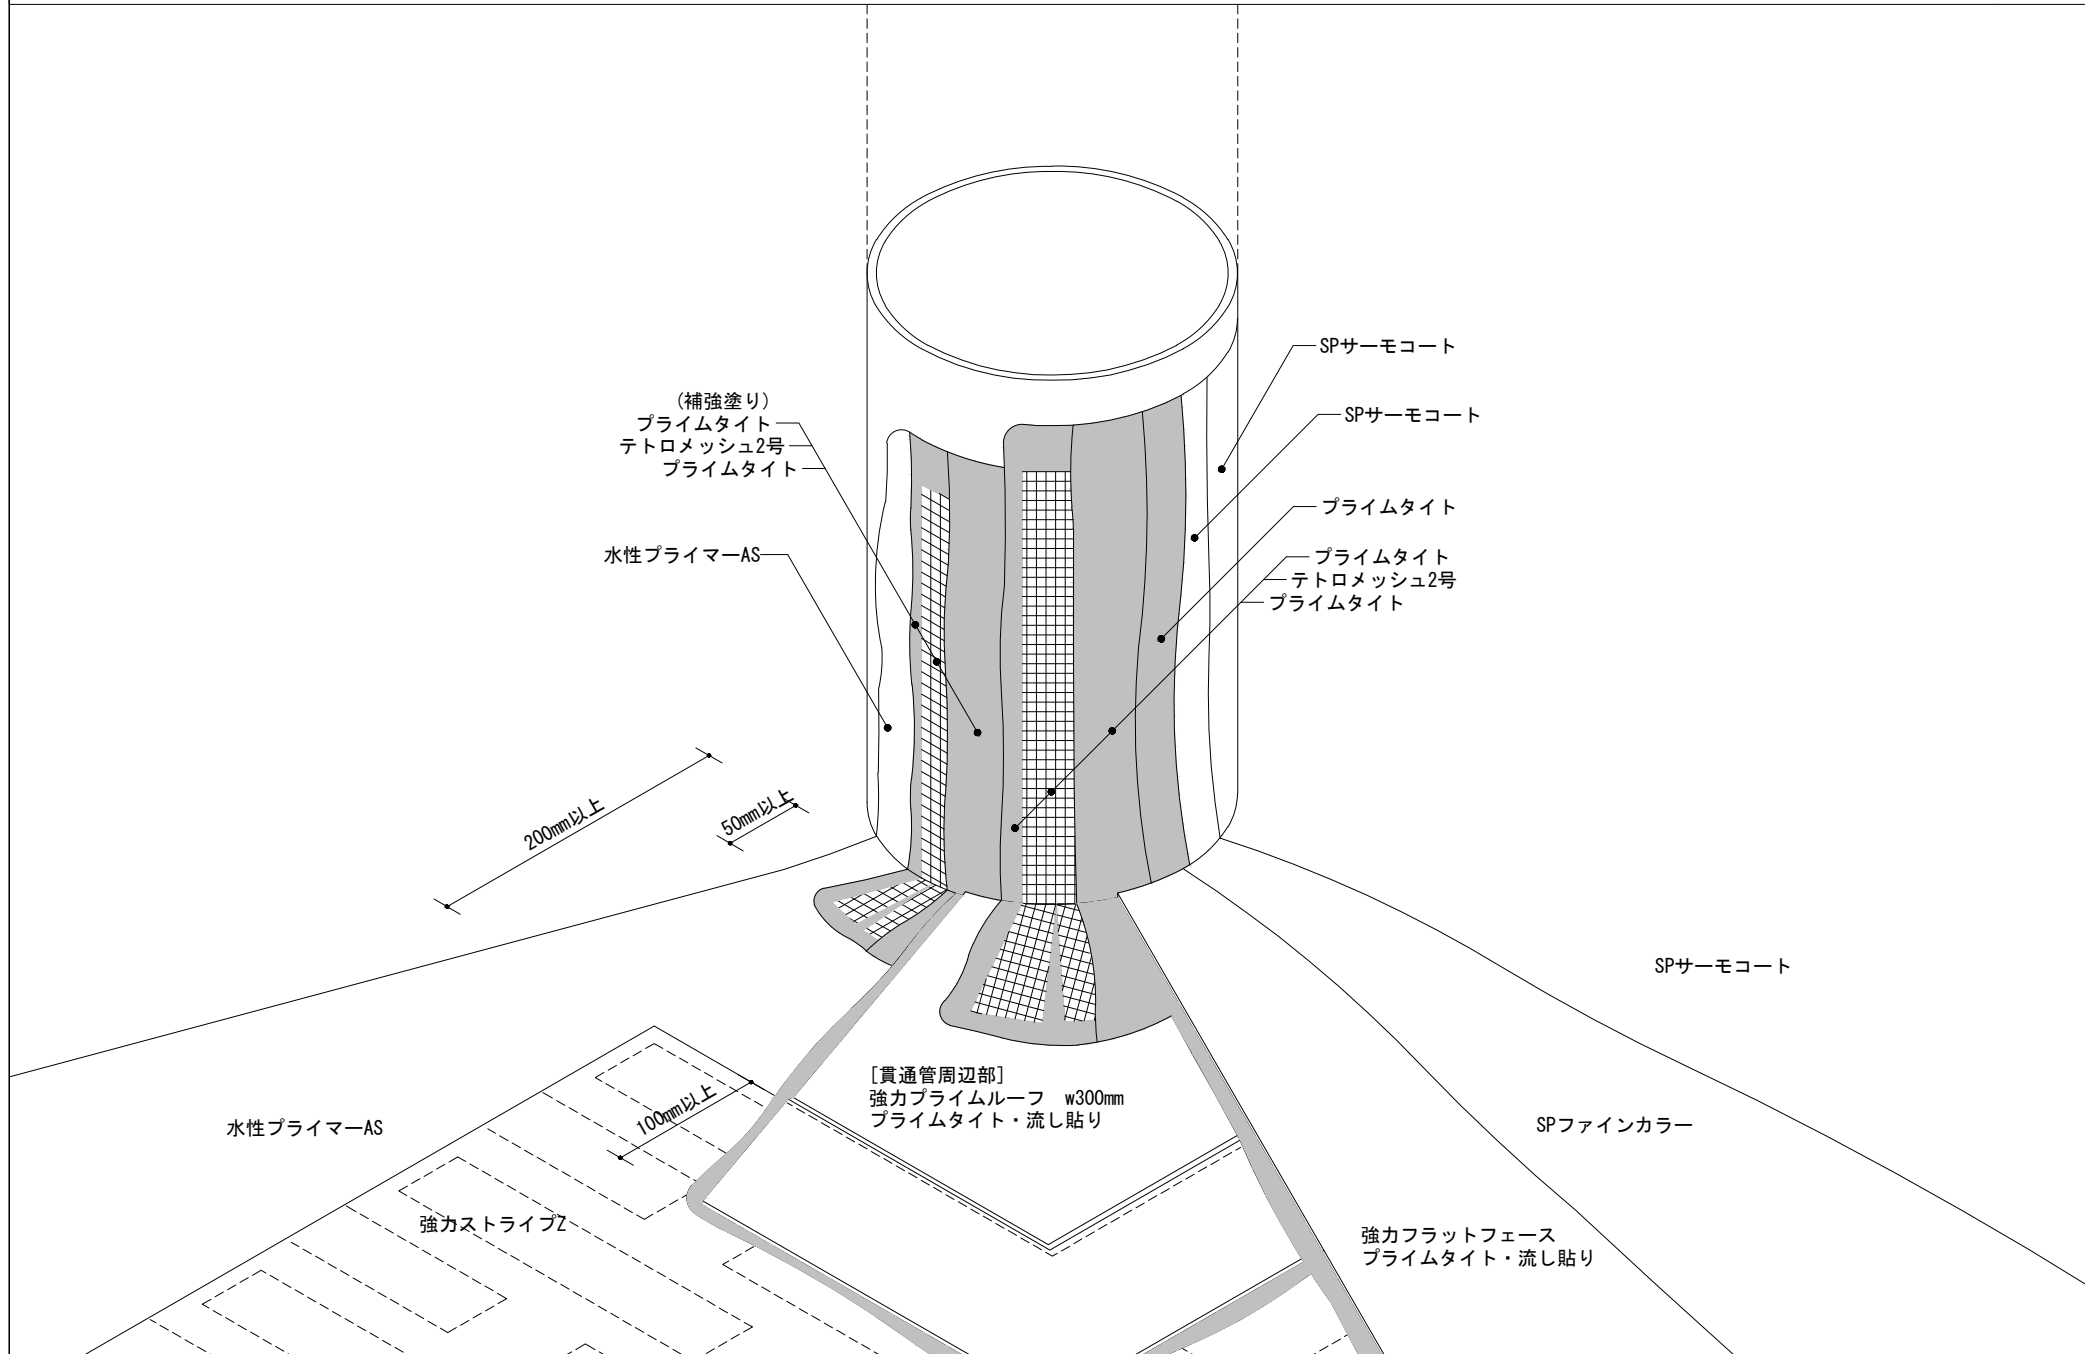 SPサーモコート
(補強塗り)
プライムタイト
テトロメッシュ2号
プライムタイト
SPサーモコート
プライムタイト
水性プライマーAS
プライムタイト
テトロメッシュ2号
プライムタイト
200mm以上
50mm以上
SPサーモコート
[貫通管周辺部]
強力プライムルーフ　w300mm
プライムタイト・流し貼り
100mm以上
水性プライマーAS
SPファインカラー
強力ストライプZ
強力フラットフェース
プライムタイト・流し貼り